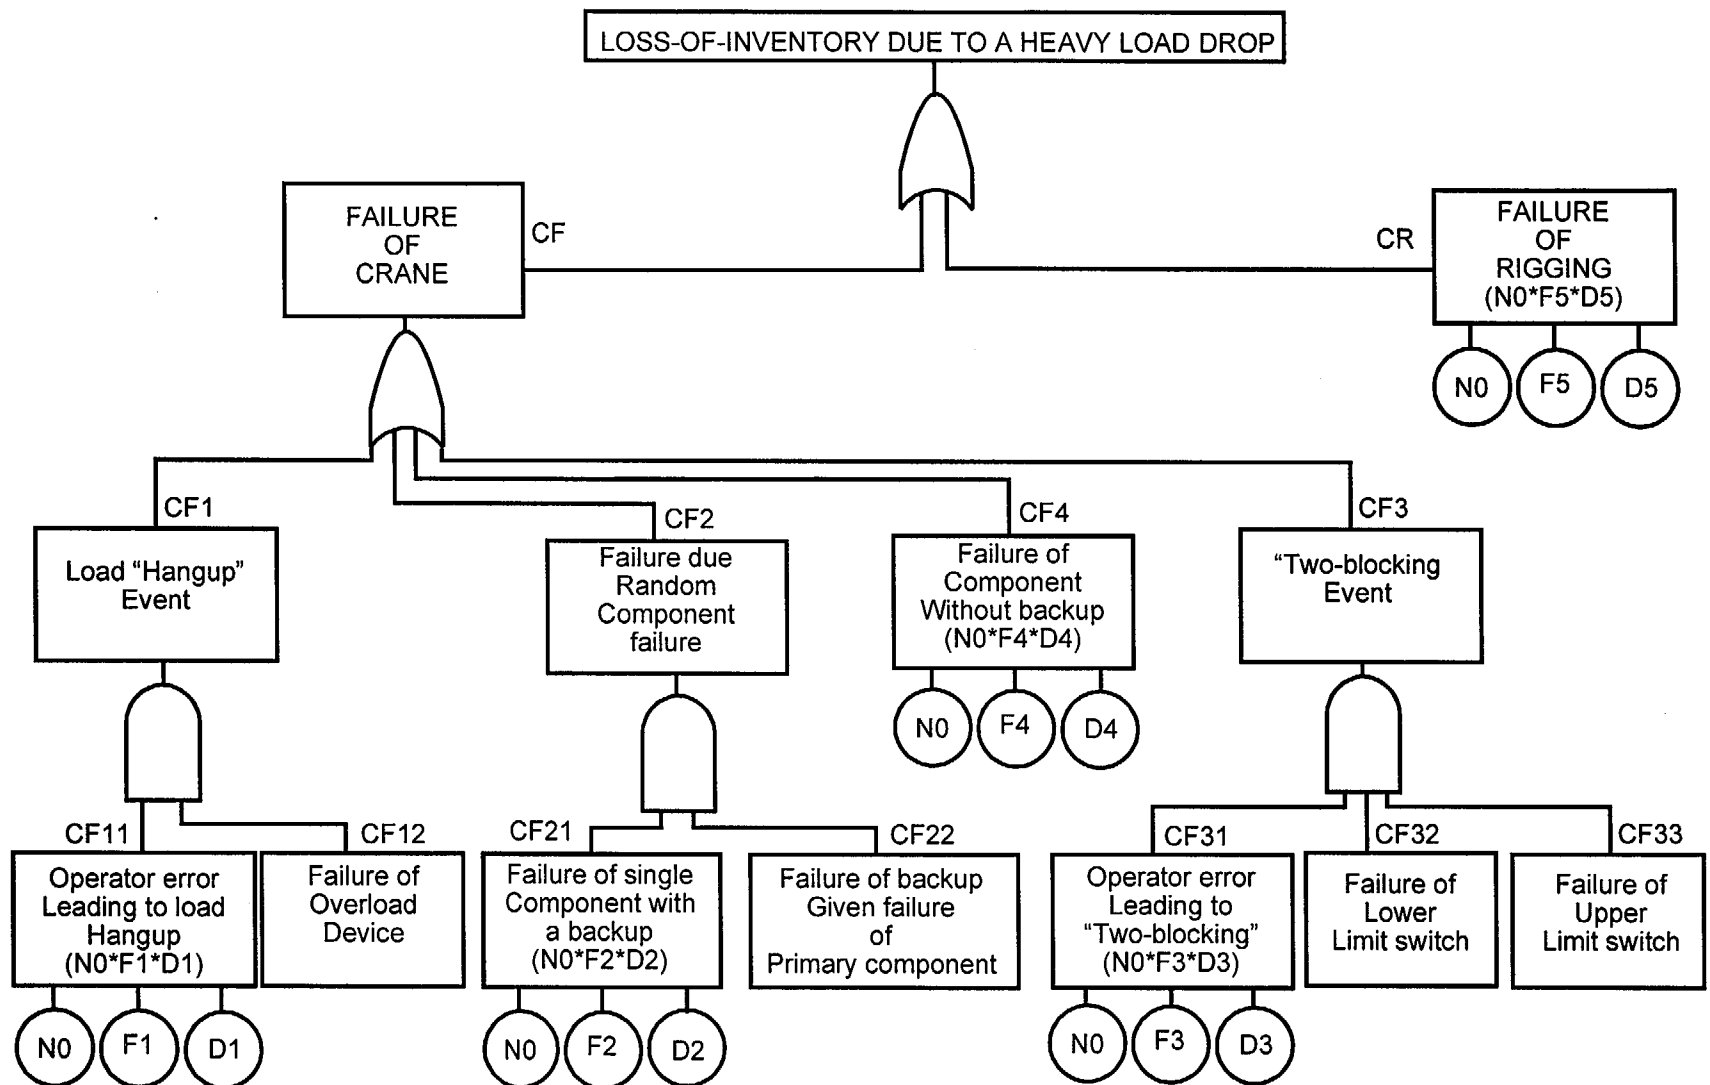 LOSS-OF-INVENTORY DUE TO A HEAVY LOAD DROP
FAILURE
OF
CRANE
CF
CR
FAILURE
OF
RIGGING
(N0*F5*D5)
N0
F5
D5
CF1
Load “Hangup”
Event
CF2
Failure due
Random
Component
failure
CF4
Failure of
Component
Without backup
(N0*F4*D4)
N0
F4
D4
CF3
“Two-blocking
Event
CF11
Operator error
Leading to load
Hangup
(N0*F1*D1)
N0
F1
D1
CF12
Failure of
Overload
Device
CF21
Failure of single
Component with
a backup
(N0*F2*D2)
N0
F2
D2
CF22
Failure of backup
Given failure
of
Primary component
CF31
Operator error
Leading to
“Two-blocking”
(N0*F3*D3)
N0
F3
D3
CF32
Failure of
Lower
Limit switch
CF33
Failure of
Upper
Limit switch